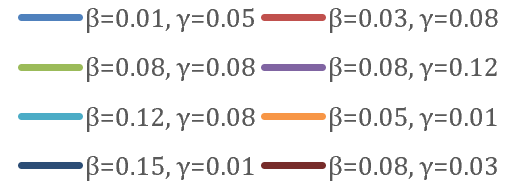 β=0.01, γ=0.05 β=0.03, γ=0.08
β=0.08, γ=0.08 β=0.08, γ=0.12
β=0.12, γ=0.08 β=0.05, γ=0.01
β=0.15, γ=0.01 β=0.08, γ=0.03